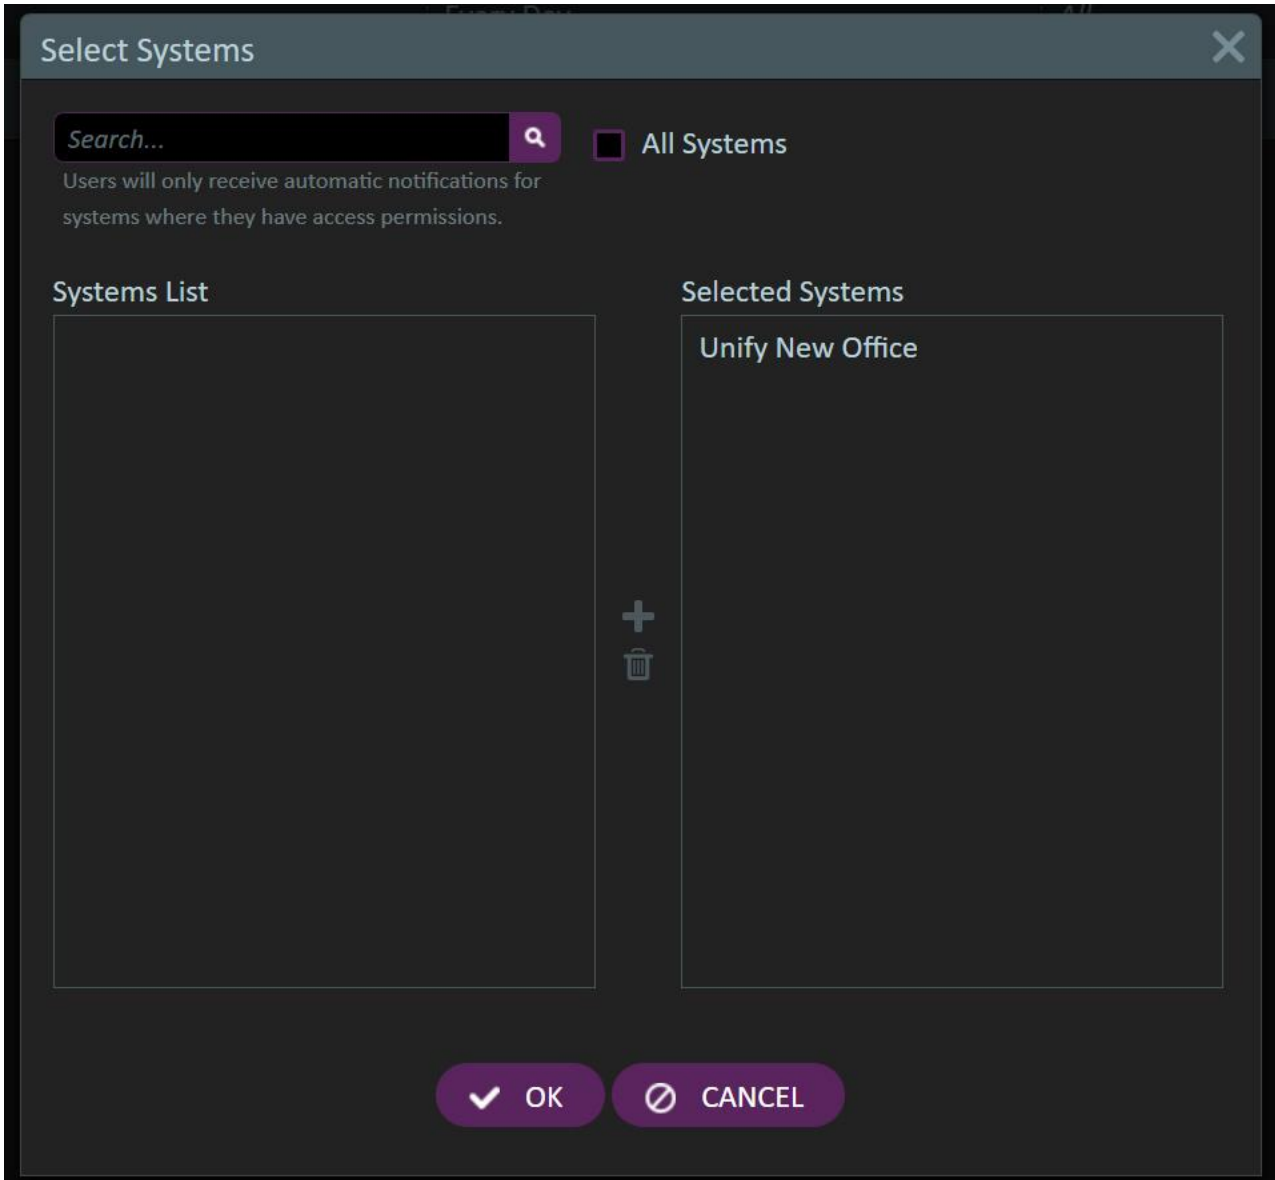 Select Systems
Search...
All Systems
Users will only receive automatic notifications for
systems where they have access permissions.
Systems List
Selected Systems
Unify New Office
OK
CANCEL